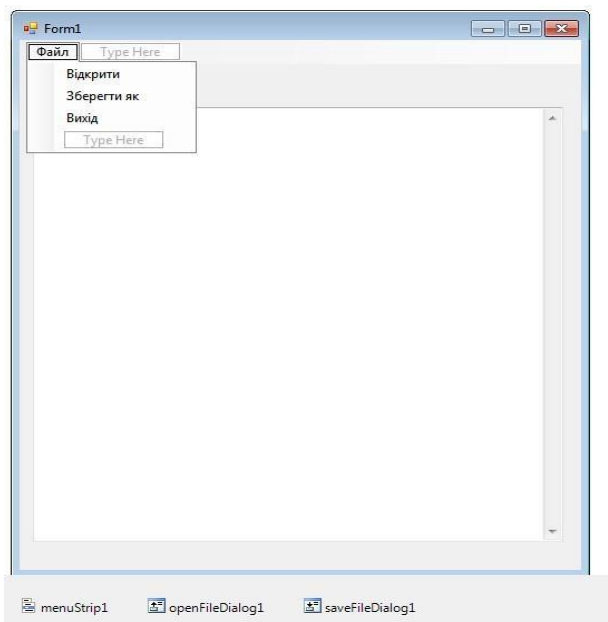 Form1
Файл Type Here
Відкрити
Зберегти як
Вихід
Type Here
menuStrip1 openFileDialog1 saveFileDialog1